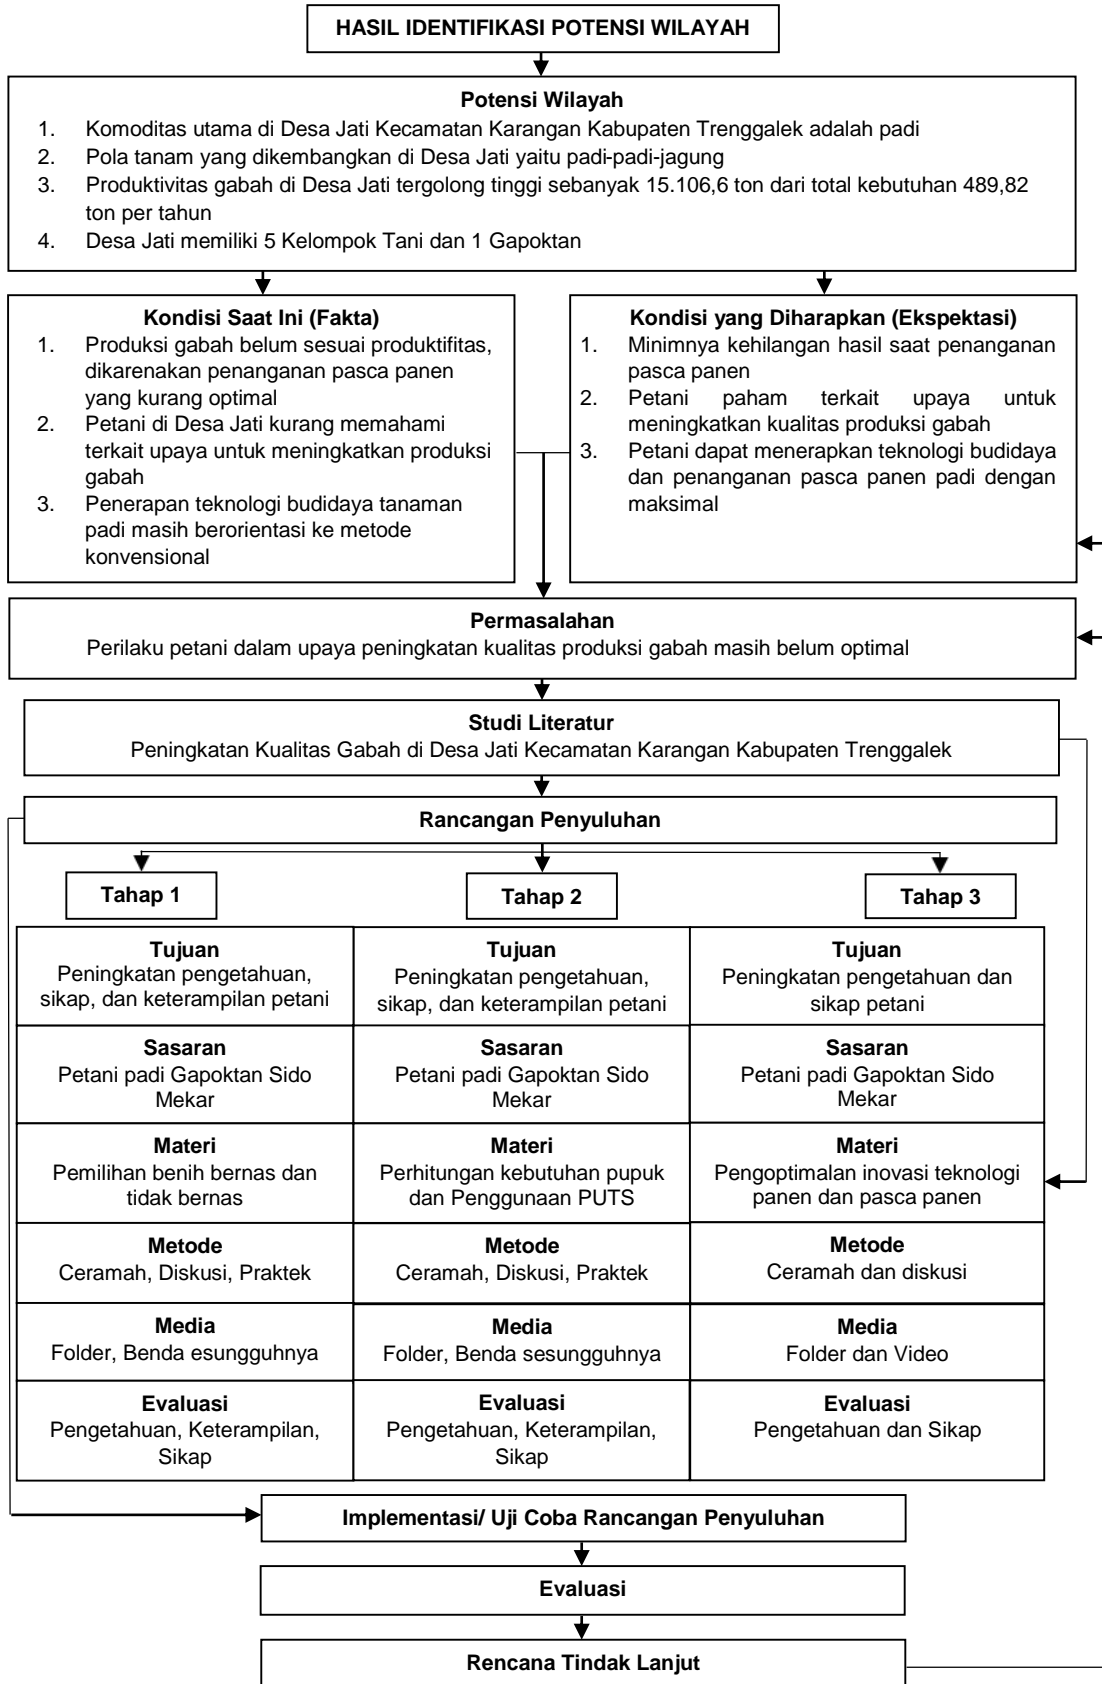 HASIL IDENTIFIKASI POTENSI WILAYAH
Potensi Wilayah
1. Komoditas utama di Desa Jati Kecamatan Karangan Kabupaten Trenggalek adalah padi
2. Pola tanam yang dikembangkan di Desa Jati yaitu padi-padi-jagung
3. Produktivitas gabah di Desa Jati tergolong tinggi sebanyak 15.106,6 ton dari total kebutuhan 489,82
ton per tahun
4. Desa Jati memiliki 5 Kelompok Tani dan 1 Gapoktan
Kondisi Saat Ini (Fakta)
1. Produksi gabah belum sesuai produktifitas,
dikarenakan penanganan pasca panen
yang kurang optimal
2. Petani di Desa Jati kurang memahami
terkait upaya untuk meningkatkan produksi
gabah
3. Penerapan teknologi budidaya tanaman
padi masih berorientasi ke metode
konvensional
Kondisi yang Diharapkan (Ekspektasi)
1. Minimnya kehilangan hasil saat penanganan
pasca panen
2. Petani paham terkait upaya untuk
meningkatkan kualitas produksi gabah
3. Petani dapat menerapkan teknologi budidaya
dan penanganan pasca panen padi dengan
maksimal
Permasalahan
Perilaku petani dalam upaya peningkatan kualitas produksi gabah masih belum optimal
Studi Literatur
Peningkatan Kualitas Gabah di Desa Jati Kecamatan Karangan Kabupaten Trenggalek
Rancangan Penyuluhan
Tahap 1
Tahap 2
Tahap 3
Tujuan
Peningkatan pengetahuan,
sikap, dan keterampilan petani
Tujuan
Peningkatan pengetahuan,
sikap, dan keterampilan petani
Tujuan
Peningkatan pengetahuan dan
sikap petani
Sasaran
Petani padi Gapoktan Sido
Mekar
Sasaran
Petani padi Gapoktan Sido
Mekar
Sasaran
Petani padi Gapoktan Sido
Mekar
Materi
Pemilihan benih bernas dan
tidak bernas
Materi
Perhitungan kebutuhan pupuk
dan Penggunaan PUTS
Materi
Pengoptimalan inovasi teknologi
panen dan pasca panen
Metode
Ceramah, Diskusi, Praktek
Metode
Ceramah, Diskusi, Praktek
Metode
Ceramah dan diskusi
Media
Folder, Benda esungguhnya
Media
Folder, Benda sesungguhnya
Media
Folder dan Video
Evaluasi
Pengetahuan, Keterampilan,
Sikap
Evaluasi
Pengetahuan, Keterampilan,
Sikap
Evaluasi
Pengetahuan dan Sikap
Implementasi/ Uji Coba Rancangan Penyuluhan
Evaluasi
Rencana Tindak Lanjut